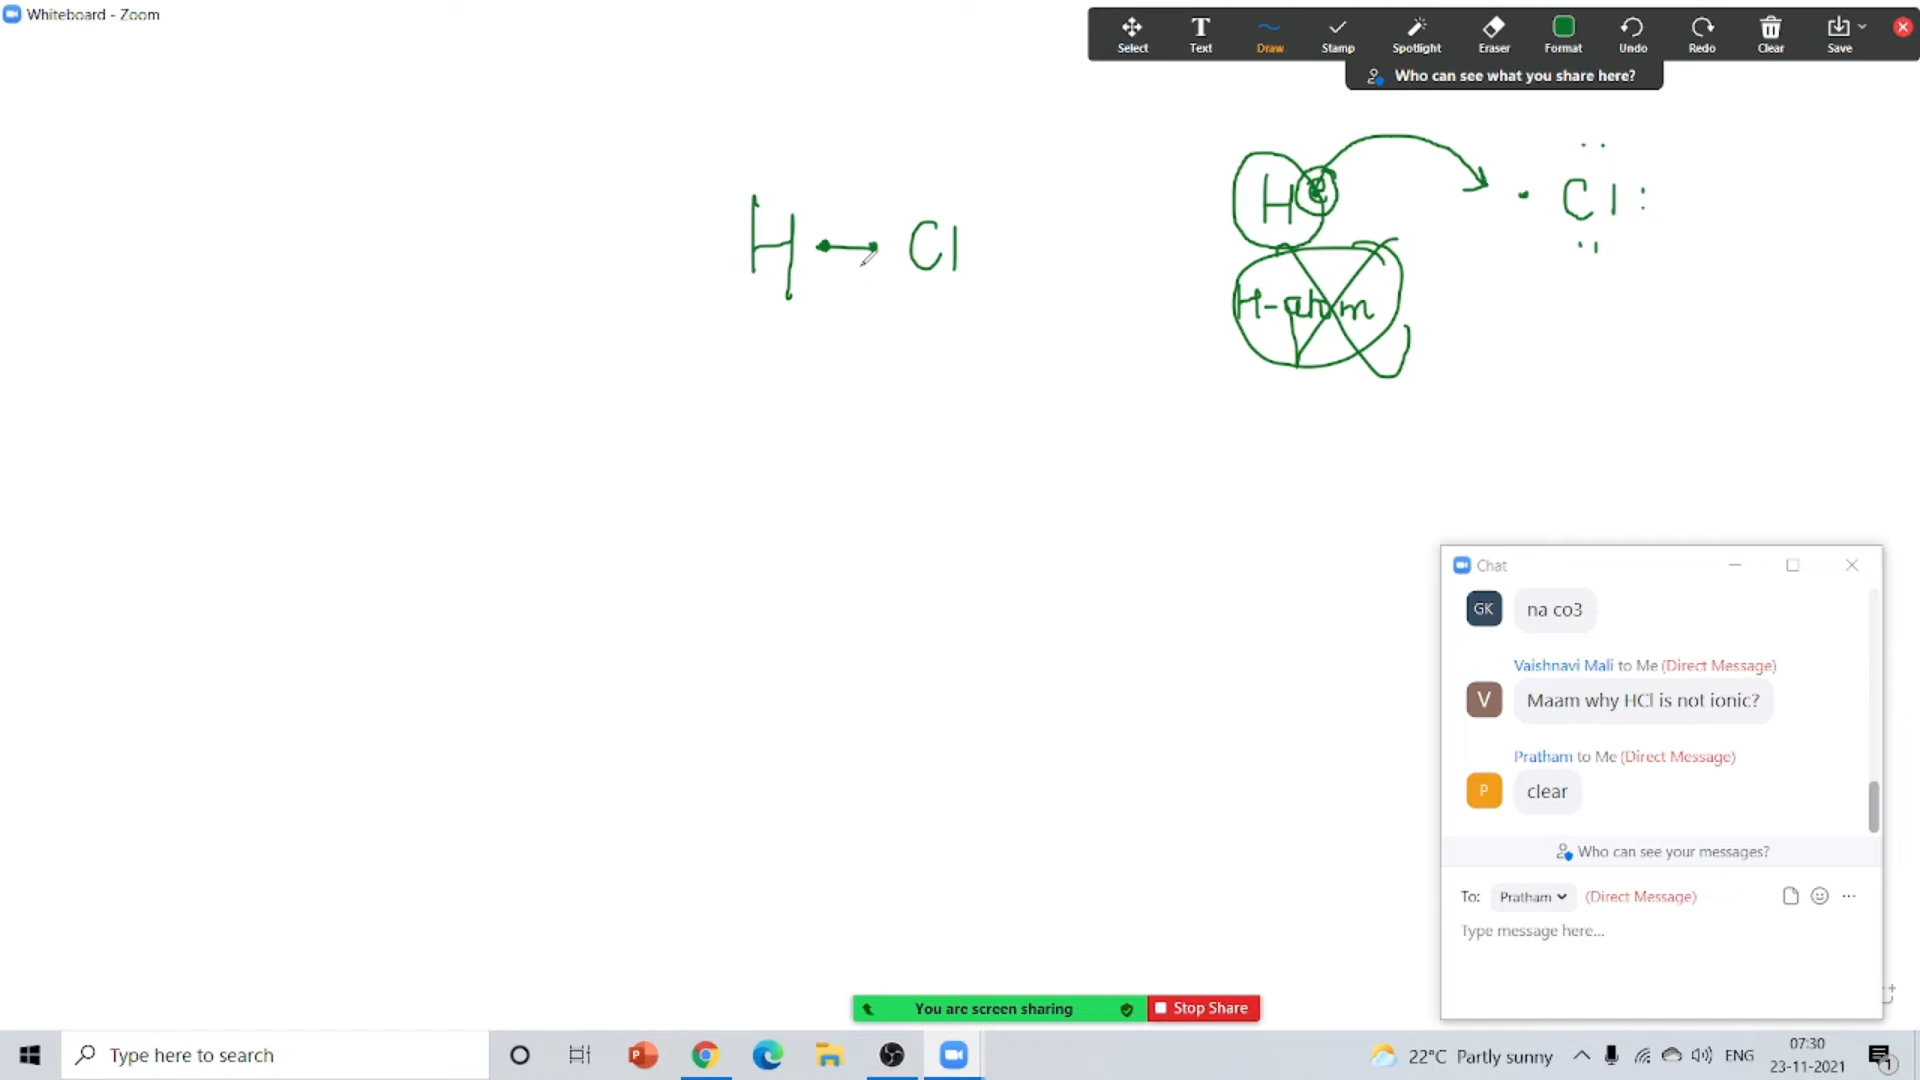 Whiteboard - Zoom
Select Text Draw Stamp Spotlight Eraser Format Undo Redo Clear Save
Who can see what you share here?
H Cl
H e Cl
H-atom
Chat
GK na co3
Vaishnavi Mali to Me (Direct Message)
V Maam why HCl is not ionic?
Pratham to Me (Direct Message)
P clear
Who can see your messages?
To: Pratham (Direct Message)
Type message here...
You are screen sharing Stop Share
Type here to search
22°C Partly sunny ENG 07:30
23-11-2021 1